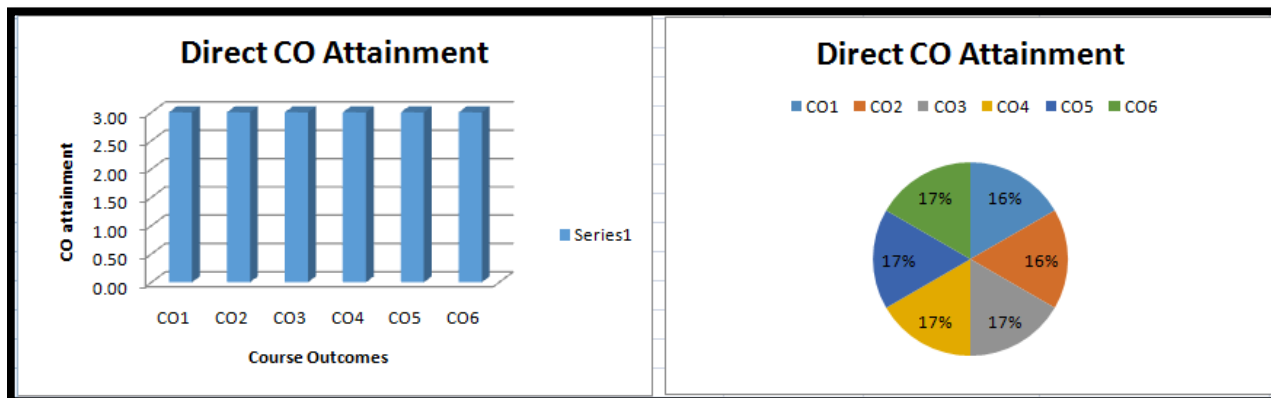 Direct CO Attainment
3.00
2.50
2.00
1.50
1.00
0.50
0.00
CO attainment
CO1 CO2 CO3 CO4 CO5 CO6
Course Outcomes
Series1
Direct CO Attainment
CO1 CO2 CO3 CO4 CO5 CO6
17% 16%
17% 16%
17% 17%